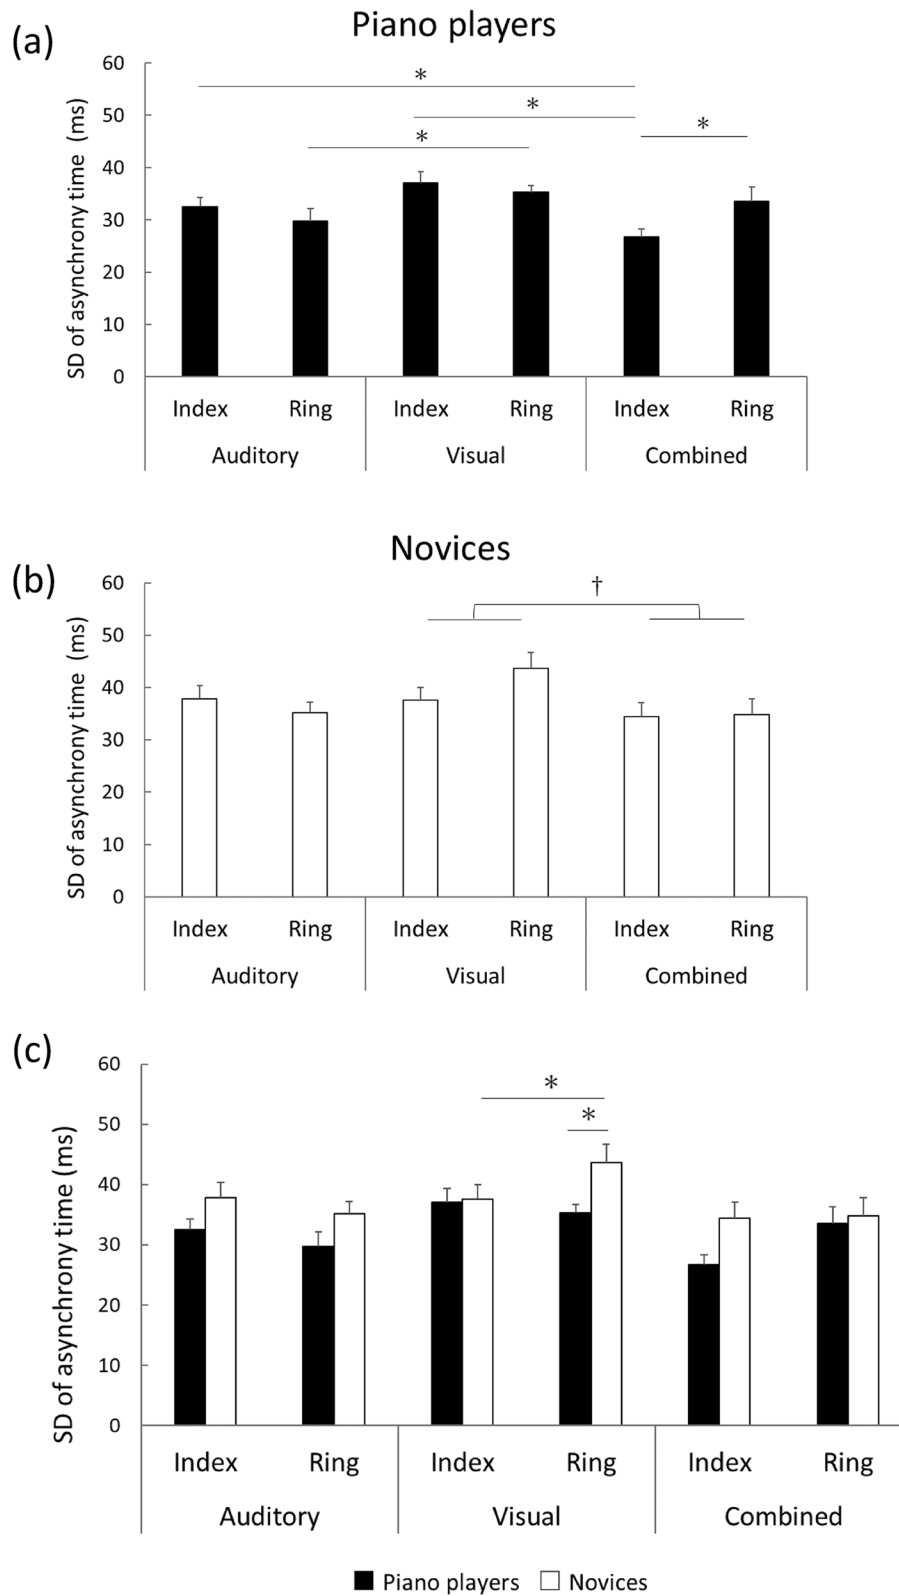 (a)
Piano players
SD of asynchrony time (ms)
60
50
40
30
20
10
0
*
*
*
*
Index Ring Index Ring Index Ring
Auditory Visual Combined
(b)
Novices
SD of asynchrony time (ms)
60
50
40
30
20
10
0
†
Index Ring Index Ring Index Ring
Auditory Visual Combined
(c)
SD of asynchrony time (ms)
60
50
40
30
20
10
0
*
*
Index Ring Index Ring Index Ring
Auditory Visual Combined
Piano players Novices